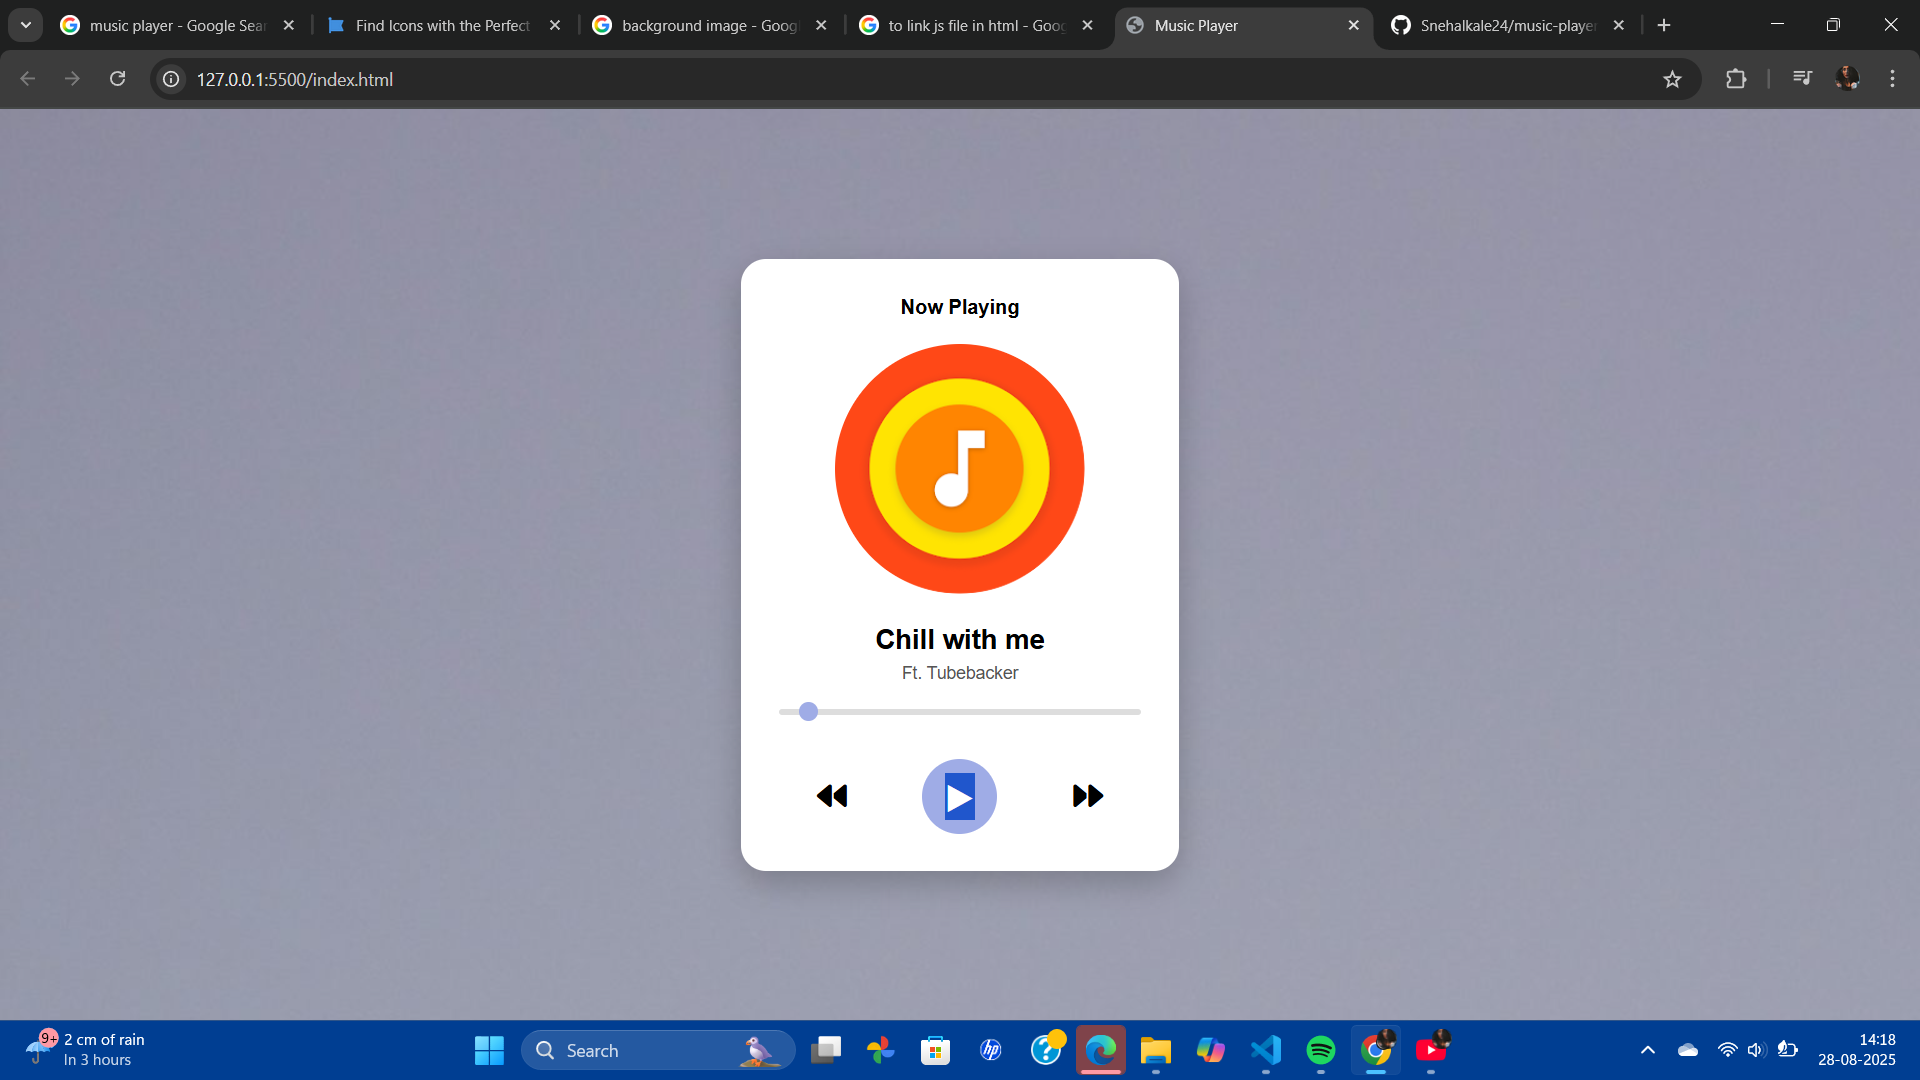 music player - Google Sear
Find Icons with the Perfect
background image - Googl
to link js file in html - Goog
Music Player
Snehalkale24/music-player
127.0.0.1:5500/index.html
Now Playing
Chill with me
Ft. Tubebacker
9+
2 cm of rain
In 3 hours
Search
hp
14:18
28-08-2025